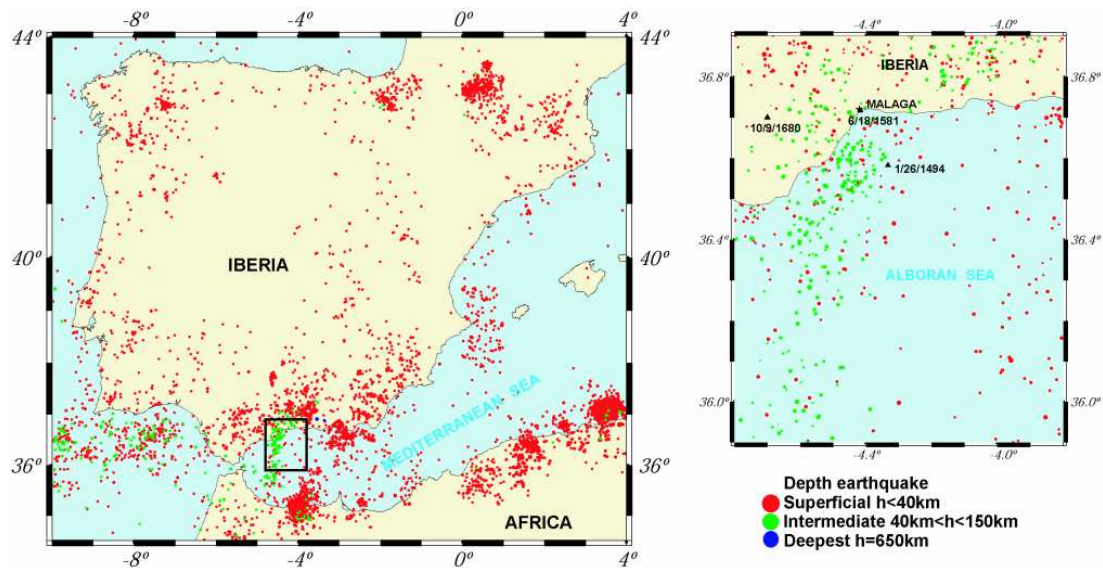 -8º
-4º
0º
4º
44º
44º
IBERIA
40º
40º
MEDITERRANEAN SEA
36º
36º
AFRICA
-8º
-4º
0º
4º
-4.4º
-4.0º
IBERIA
36.8º
36.8º
MALAGA
6/18/1581
10/9/1680
1/26/1494
36.4º
36.4º
ALBORAN SEA
36.0º
36.0º
-4.4º
-4.0º
Depth earthquake
Superficial h<40km
Intermediate 40km<h<150km
Deepest h=650km